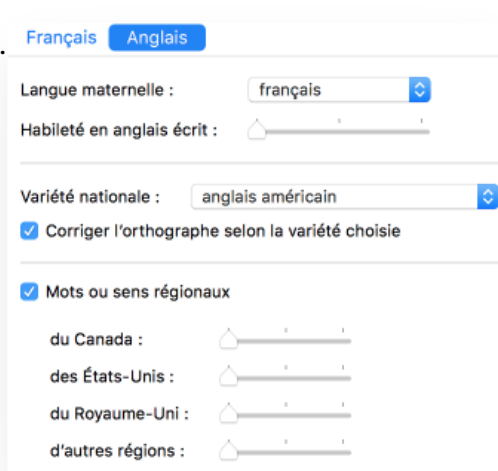 . Français Anglais
Langue maternelle : français
Habileté en anglais écrit :
Variété nationale : anglais américain
Corriger l'orthographe selon la variété choisie
Mots ou sens régionaux
du Canada :
des États-Unis :
du Royaume-Uni :
d'autres régions :